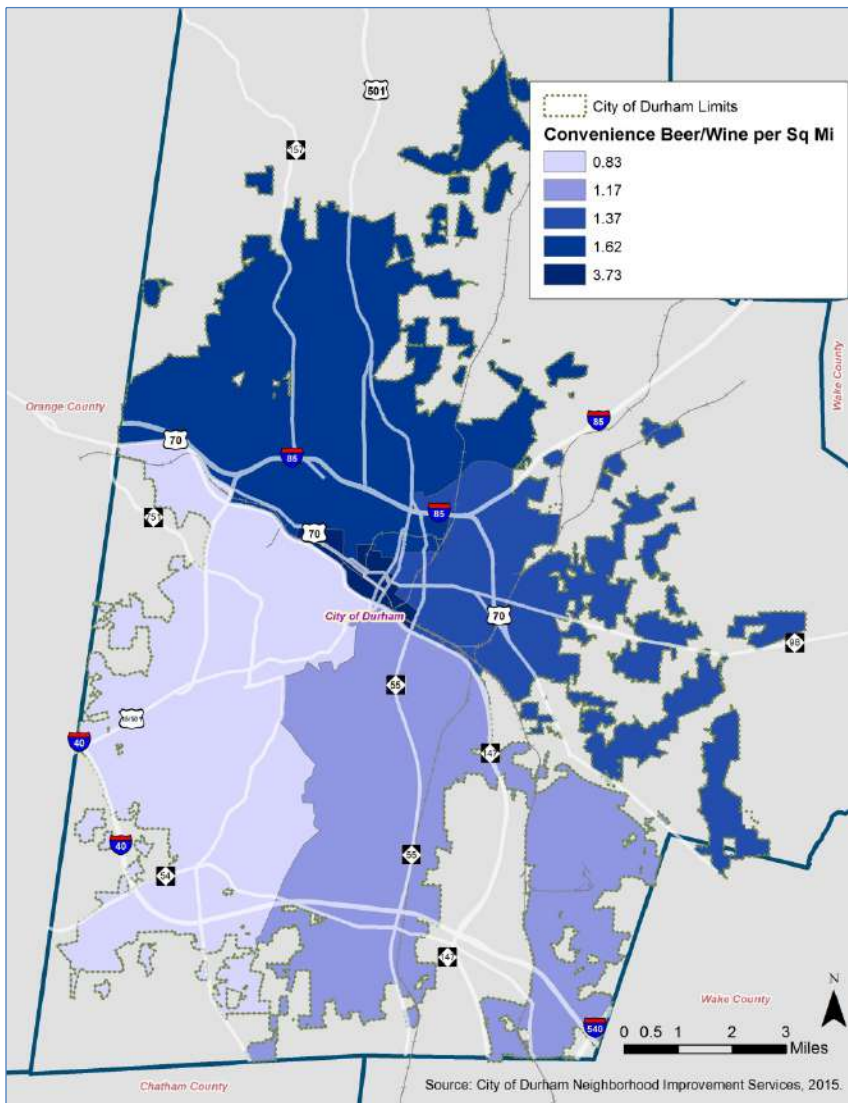 501
City of Durham Limits
Convenience Beer/Wine per Sq Mi
0.83
1.17
1.37
1.62
3.73
157
Wake County
Orange County
70
85
85
751
70
85
City of Durham
70
98
55
40
147
40
55
54
147
Wake County
N
540
0 0.5 1 2 3
Miles
Chatham County
Source: City of Durham Neighborhood Improvement Services, 2015.